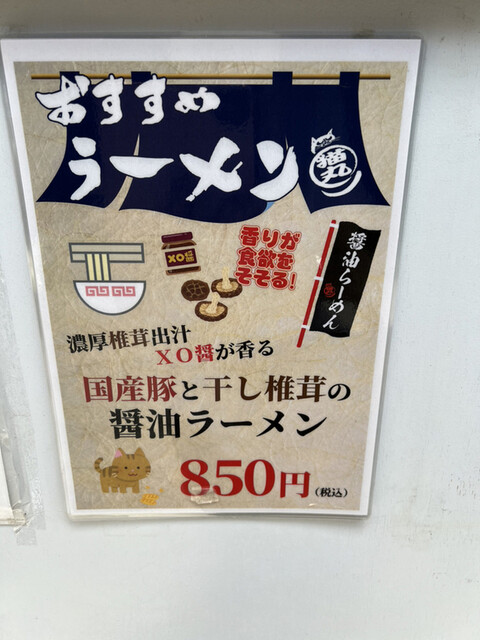 おすすめ
ラーメン
猫丸
XO醤
香りが
食欲を
そそる!
醤油らーめん
濃厚椎茸出汁
XO醤が香る
国産豚と干し椎茸の
醤油ラーメン
850円(税込)